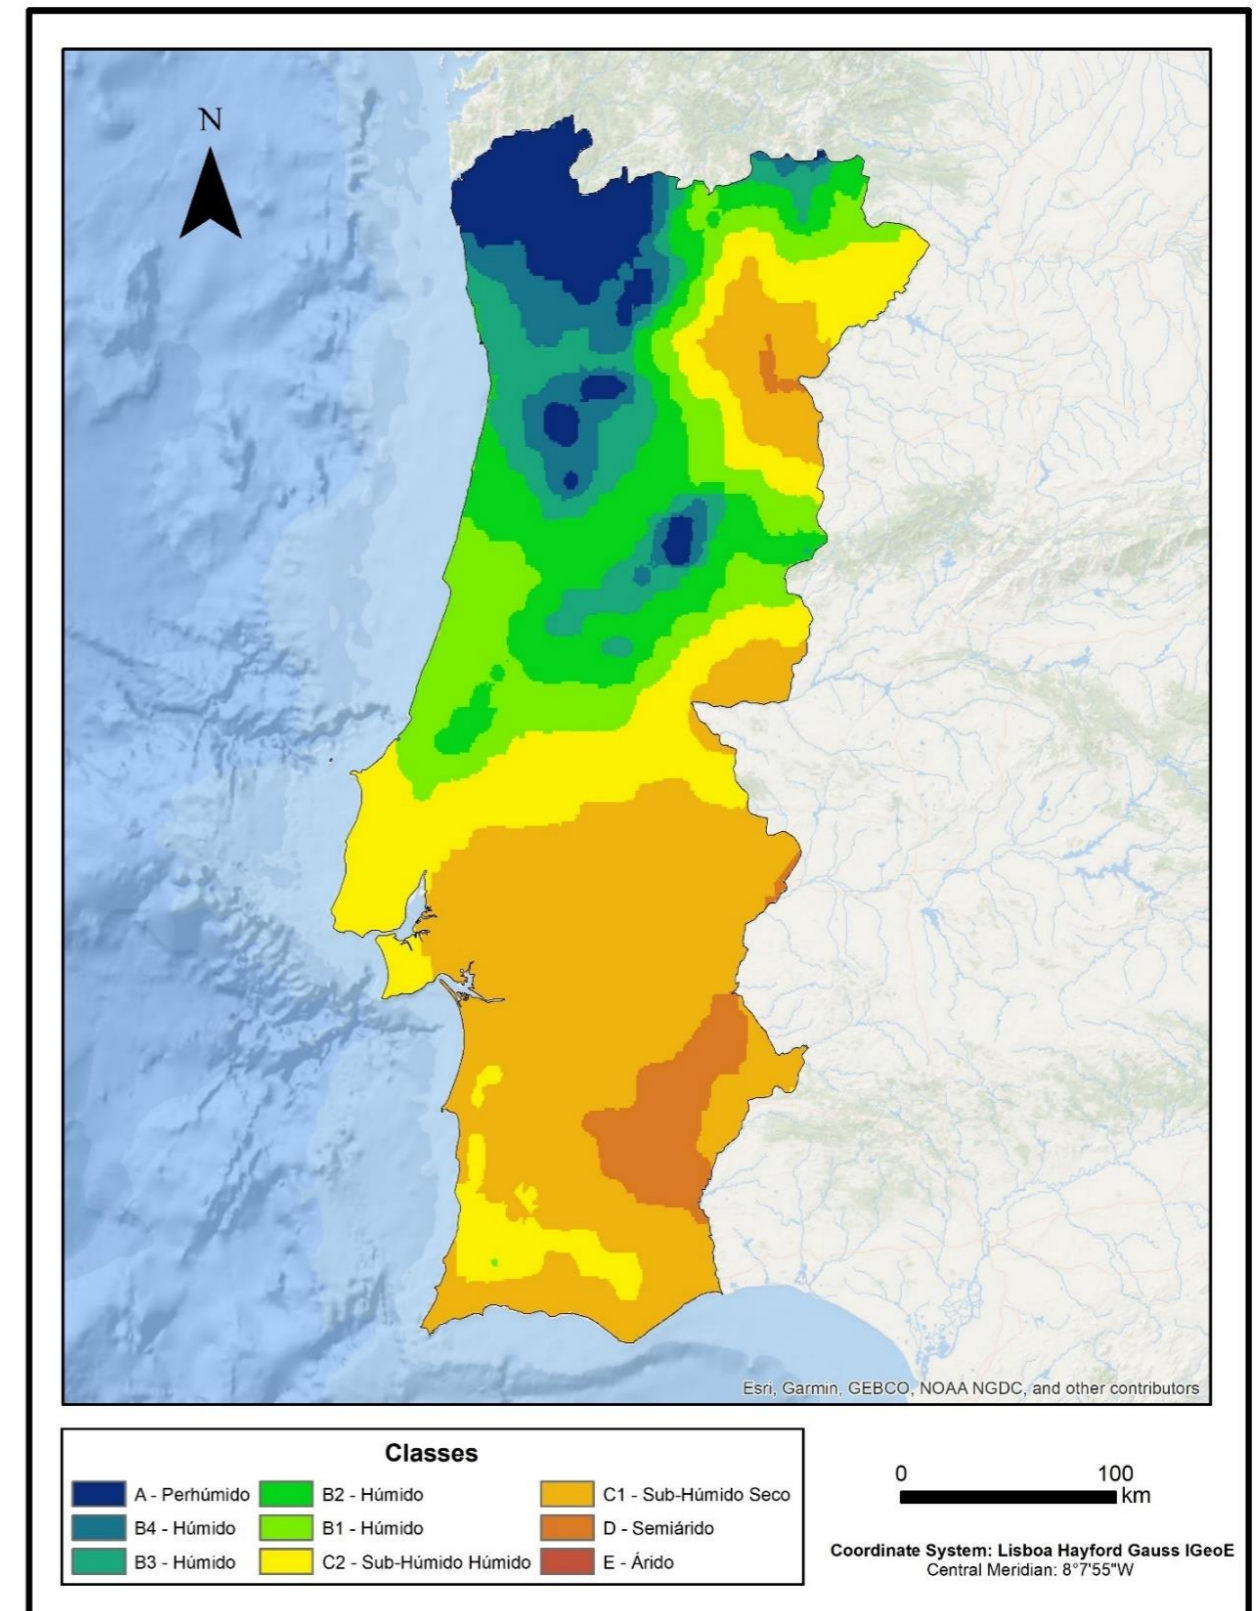 N
Esri, Garmin, GEBCO, NOAA NGDC, and other contributors
Classes
A - Perhúmido
B4 - Húmido
B3 - Húmido
B2 - Húmido
B1 - Húmido
C2 - Sub-Húmido Húmido
C1 - Sub-Húmido Seco
D - Semiárido
E - Árido
0 100
km
Coordinate System: Lisboa Hayford Gauss IGeoE
Central Meridian: 8°7'55"W